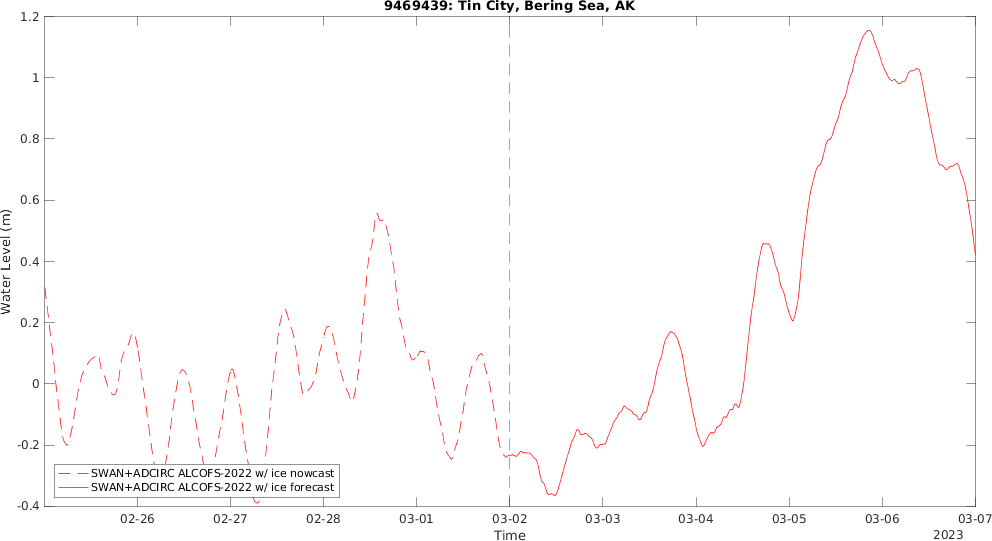 9469439: Tin City, Bering Sea, AK
Water Level (m)
1.2
1
0.8
0.6
0.4
0.2
0
-0.2
-0.4
SWAN+ADCIRC ALCOFS-2022 w/ ice nowcast
SWAN+ADCIRC ALCOFS-2022 w/ ice forecast
02-26 02-27 02-28 03-01 03-02 03-03 03-04 03-05 03-06 03-07
Time
2023